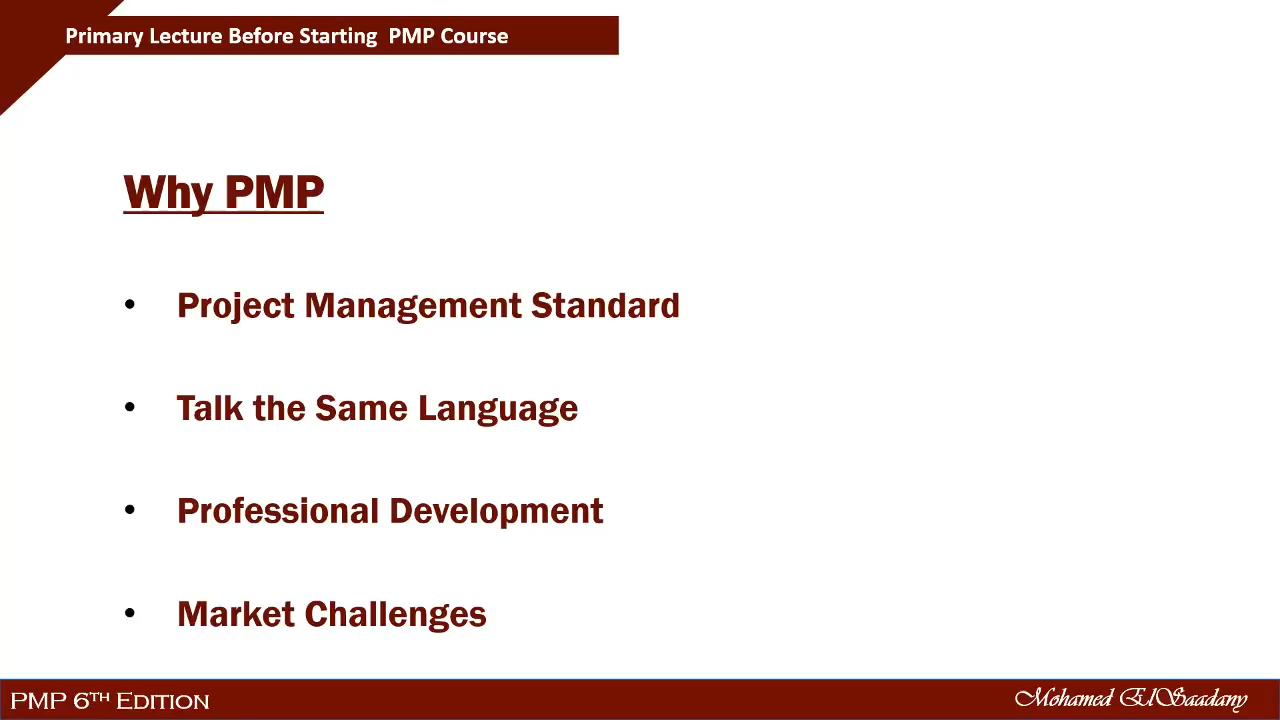 Primary Lecture Before Starting PMP Course
Why PMP
• Project Management Standard
• Talk the Same Language
• Professional Development
• Market Challenges
PMP 6TH EDITION
Mohamed ElSaadany